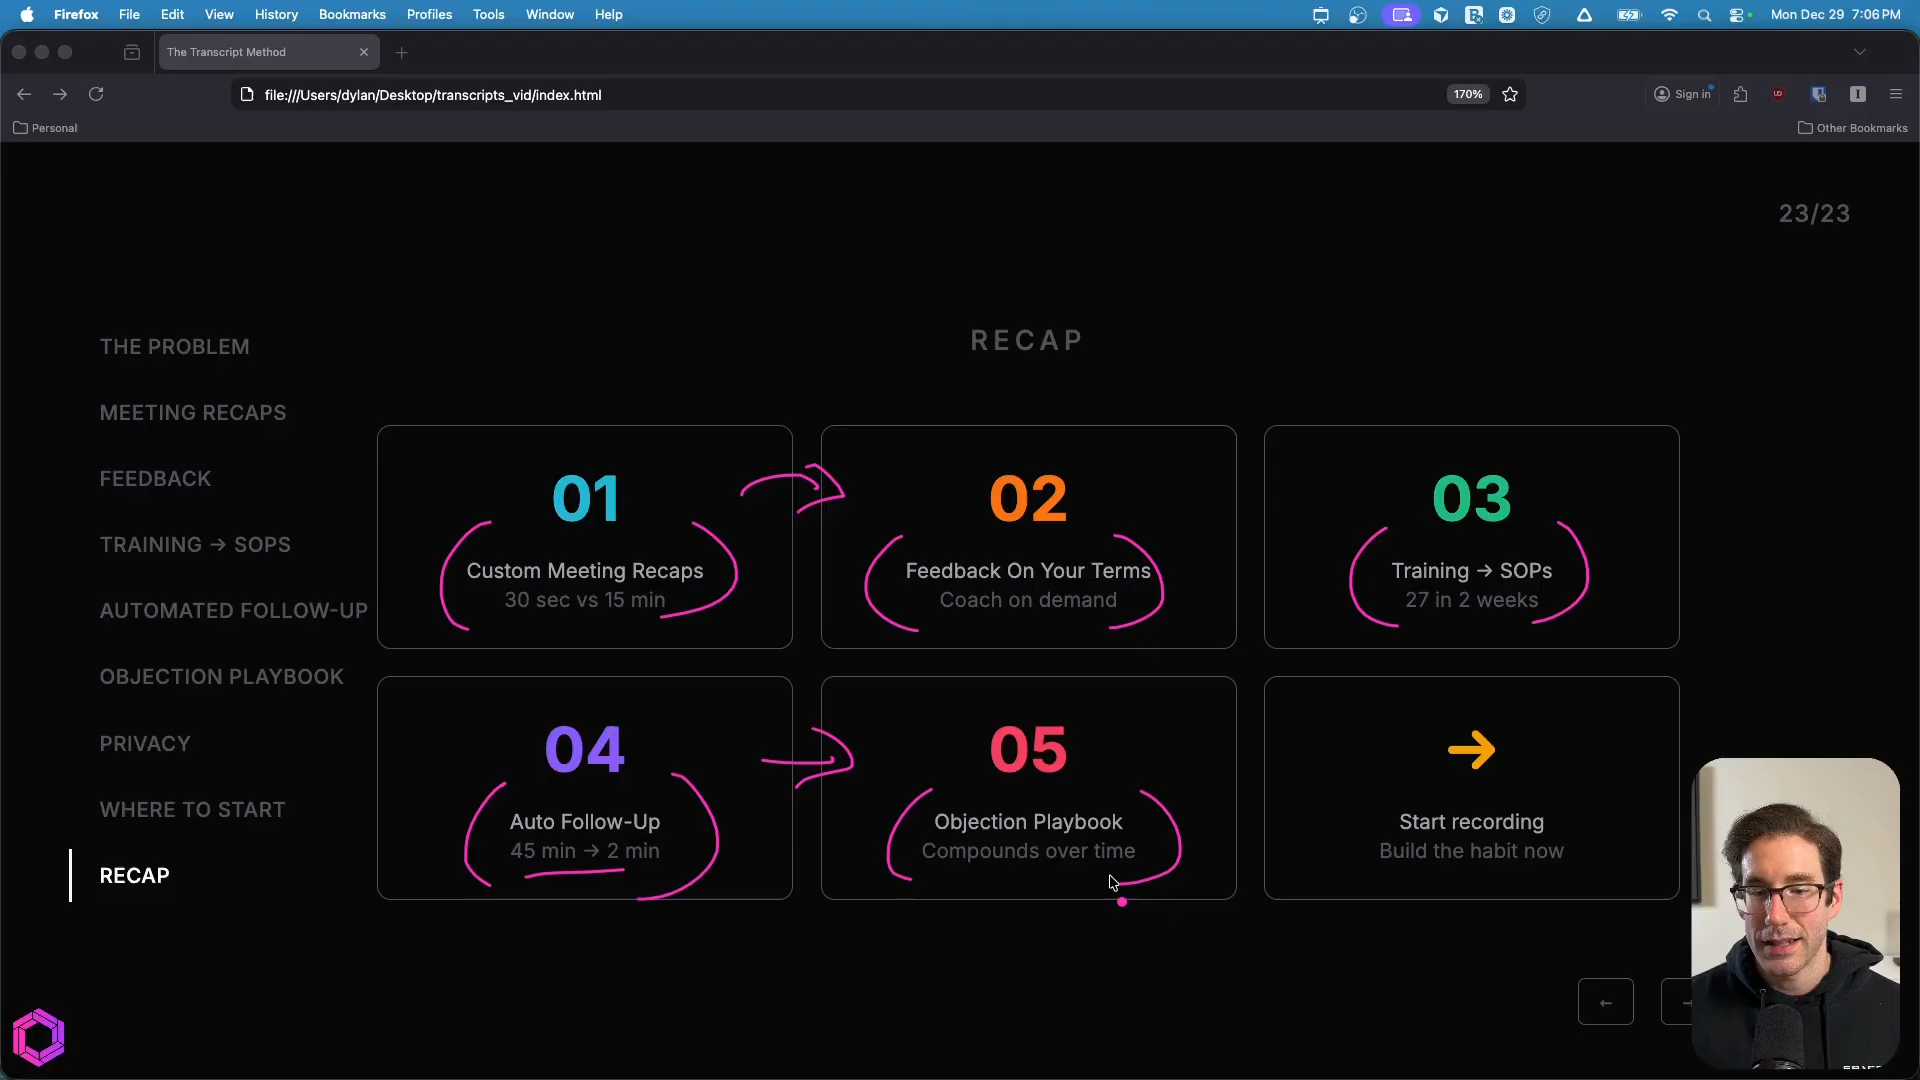 Firefox File Edit View History Bookmarks Profiles Tools Window Help
Mon Dec 29 7:06 PM
The Transcript Method
file:///Users/dylan/Desktop/transcripts_vid/index.html
170%
Sign in
Personal
Other Bookmarks
23/23
THE PROBLEM
MEETING RECAPS
FEEDBACK
TRAINING → SOPS
AUTOMATED FOLLOW-UP
OBJECTION PLAYBOOK
PRIVACY
WHERE TO START
RECAP
RECAP
01
Custom Meeting Recaps
30 sec vs 15 min
02
Feedback On Your Terms
Coach on demand
03
Training → SOPs
27 in 2 weeks
04
Auto Follow-Up
45 min → 2 min
05
Objection Playbook
Compounds over time
→
Start recording
Build the habit now
←